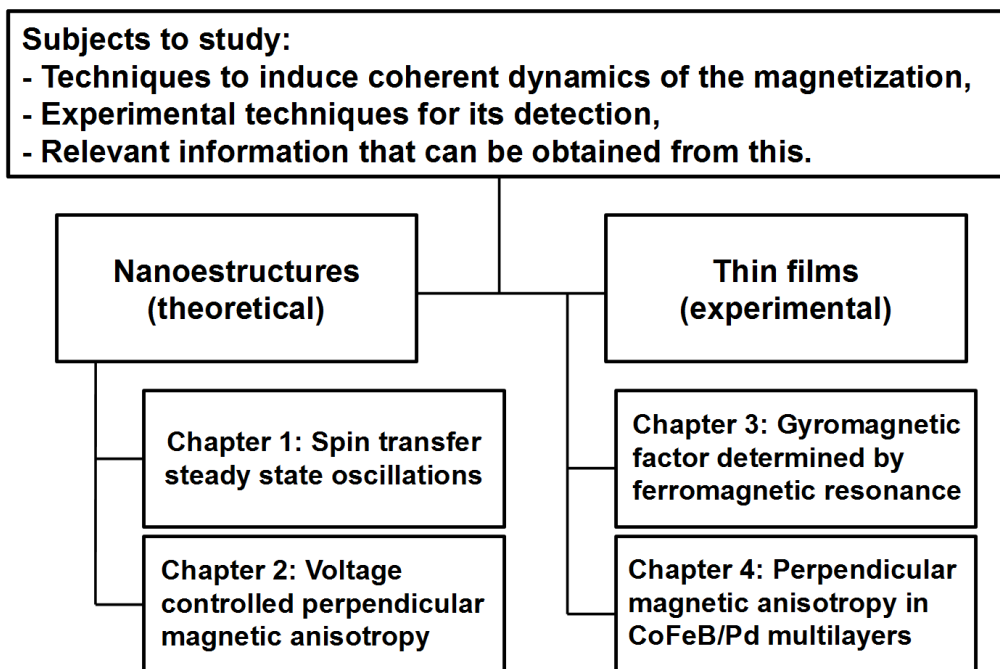 Subjects to study:
- Techniques to induce coherent dynamics of the magnetization,
- Experimental techniques for its detection,
- Relevant information that can be obtained from this.
Nanoestructures
(theoretical)
Thin films
(experimental)
Chapter 1: Spin transfer
steady state oscillations
Chapter 2: Voltage
controlled perpendicular
magnetic anisotropy
Chapter 3: Gyromagnetic
factor determined by
ferromagnetic resonance
Chapter 4: Perpendicular
magnetic anisotropy in
CoFeB/Pd multilayers